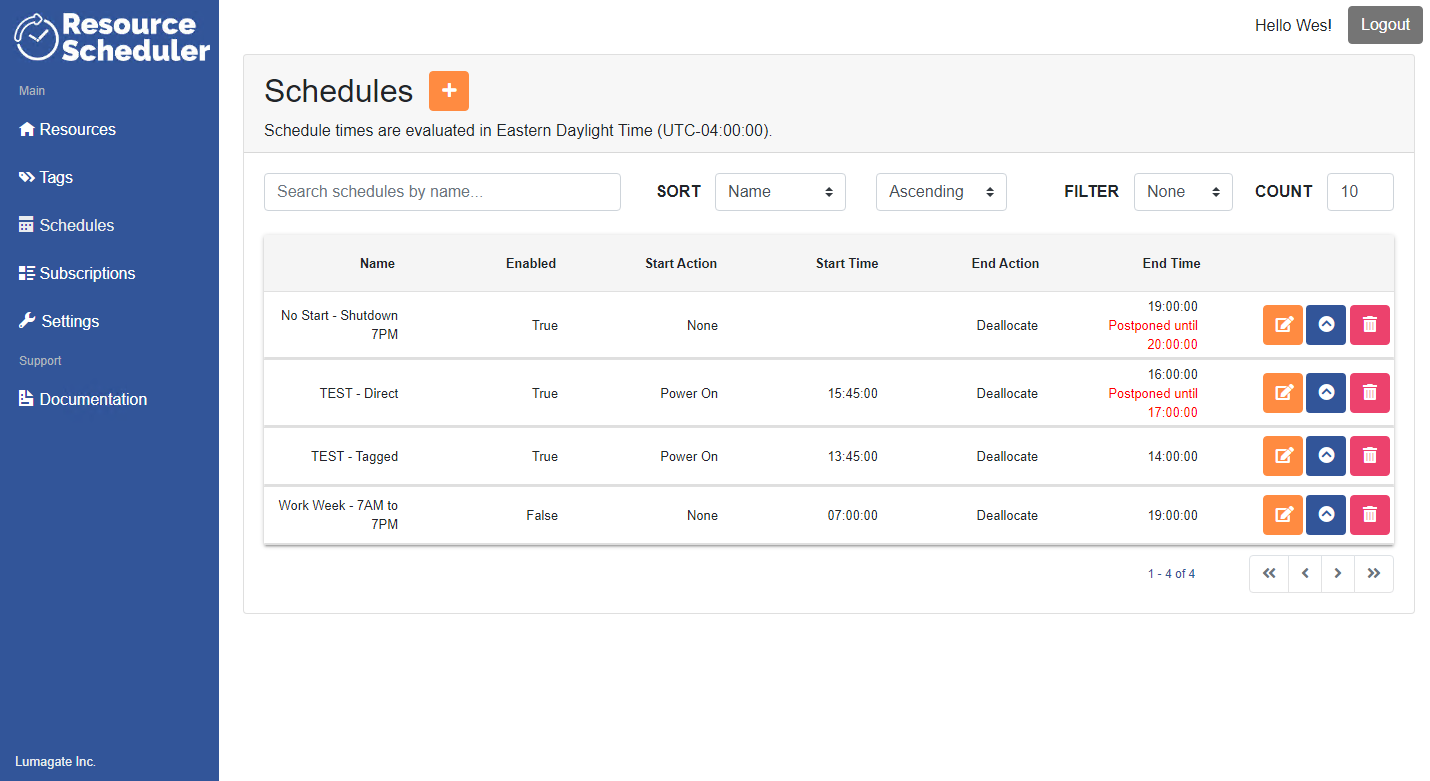 Resource
Scheduler
Main
Resources
Tags
Schedules
Subscriptions
Settings
Support
Documentation
Lumagate Inc.
Hello Wes! Logout
Schedules +
Schedule times are evaluated in Eastern Daylight Time (UTC-04:00:00).
Search schedules by name... SORT Name Ascending FILTER None COUNT 10
Name Enabled Start Action Start Time End Action End Time
No Start - Shutdown
7PM
True None Deallocate
19:00:00
Postponed until
20:00:00
TEST - Direct True Power On 15:45:00 Deallocate
16:00:00
Postponed until
17:00:00
TEST - Tagged True Power On 13:45:00 Deallocate 14:00:00
Work Week - 7AM to
7PM
False None 07:00:00 Deallocate 19:00:00
1 - 4 of 4